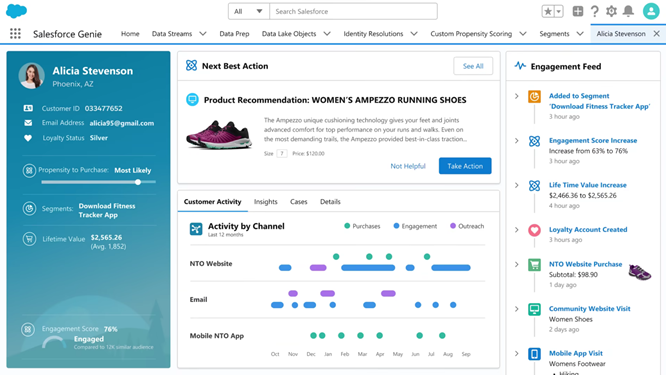 All
Search Salesforce
Salesforce Genie
Home
Data Streams
Data Prep
Data Lake Objects
Identity Resolutions
Custom Propensity Scoring
Segments
Alicia Stevenson
Alicia Stevenson
Phoenix, AZ
Customer ID 033477652
Email Address alicia95@gmail.com
Loyalty Status Silver
Propensity to Purchase: Most Likely
Segments: Download Fitness
Tracker App
Lifetime Value $2,565.26
(Avg. 1,852)
Engagement Score 76%
Engaged
Compared to 12K similar audience
Next Best Action
See All
Product Recommendation: WOMEN'S AMPEZZO RUNNING SHOES
The Ampezzo unique cushioning technology gives your feet and joints
advanced comfort for top performance on your runs and walks. Even on
the most demanding trails, the Ampezzo provided best-in-class traction...
Size 7 Price: $120.00
Not Helpful
Take Action
Customer Activity
Insights
Cases
Details
Activity by Channel
Last 12 months
Purchases
Engagement
Outreach
NTO Website
Email
Mobile NTO App
Oct Nov Dec Jan Feb Mar Apr May Jun Jul Aug Sep
Engagement Feed
Added to Segment
'Download Fitness Tracker App'
3 hour ago
Engagement Score Increase
Increase from 63% to 76%
3 hour ago
Life Time Value Increase
$2,466.36 to $2,565.26
4 hour ago
Loyalty Account Created
3 hours ago
NTO Website Purchase
Subtotal: $98.90
1 day ago
Community Website Visit
Women Shoes
2 days ago
Mobile App Visit
Womens Footwear
Hiking